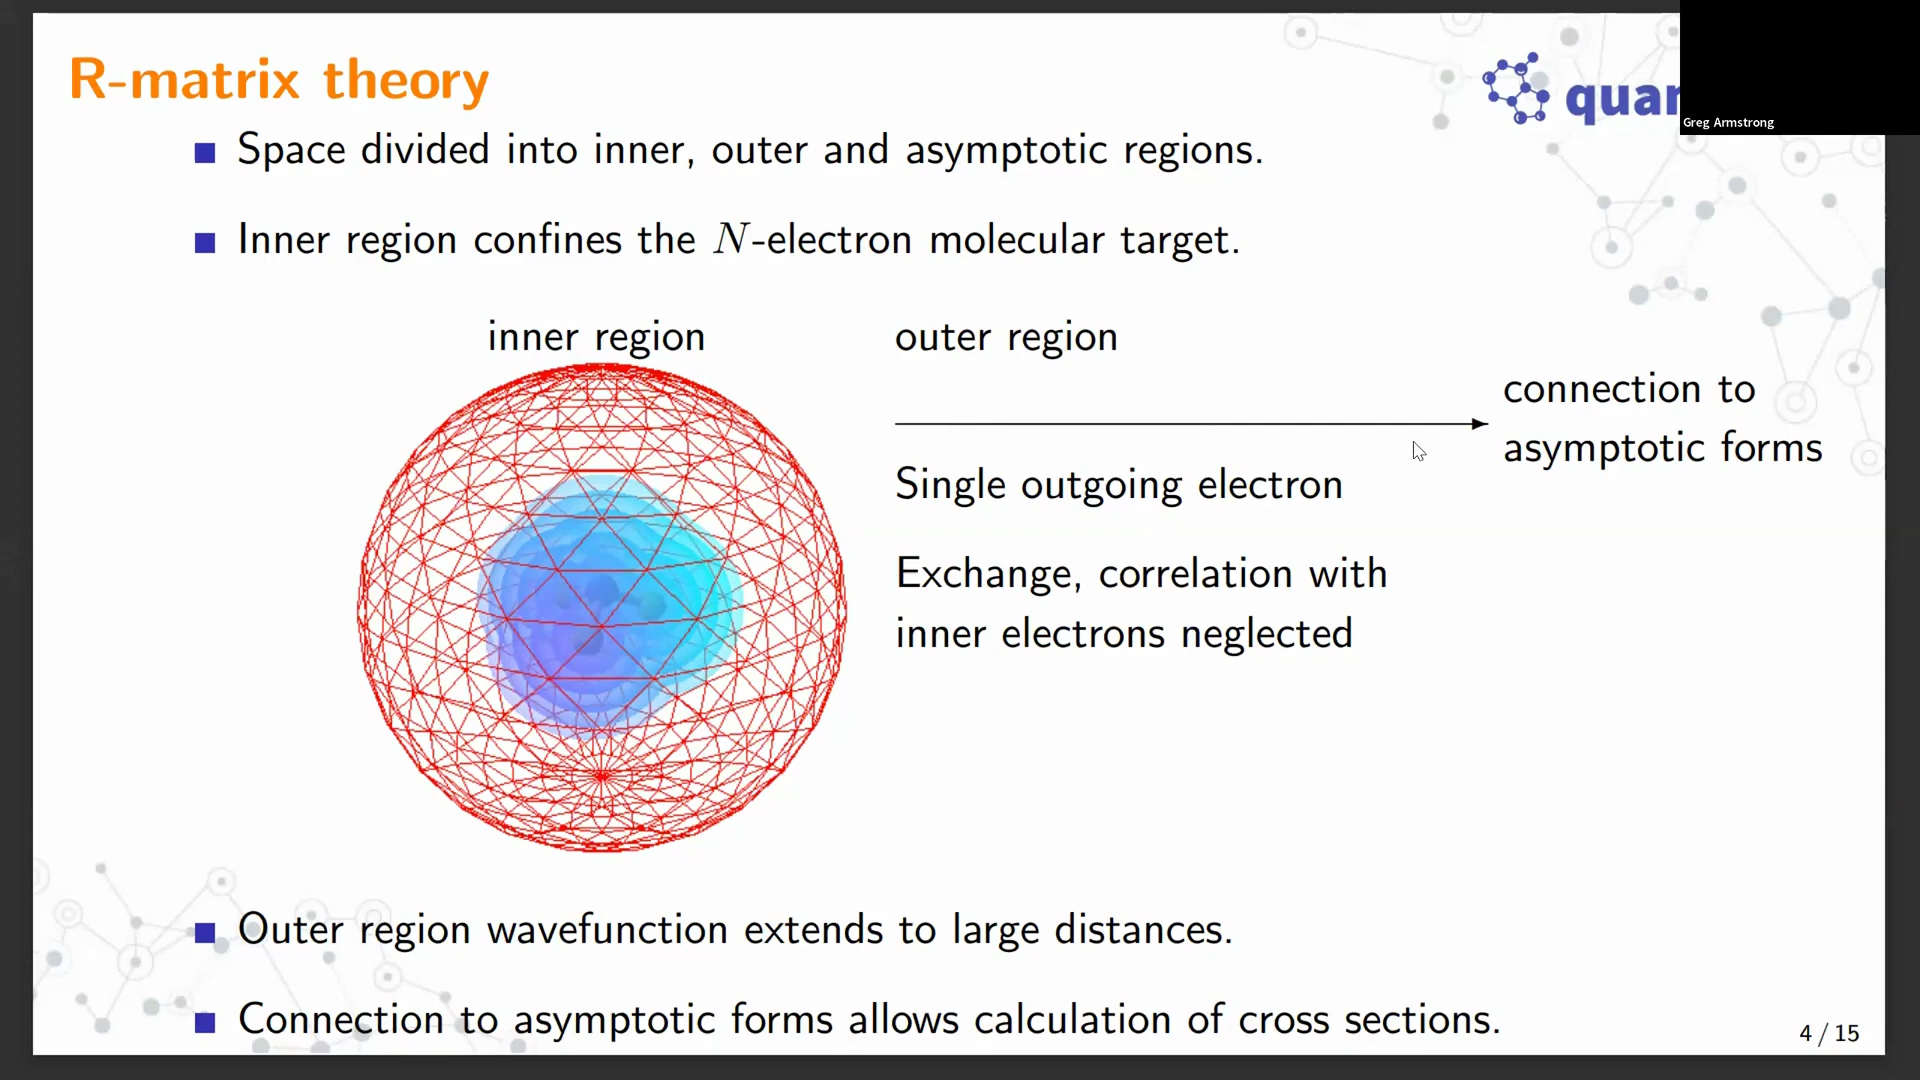 R-matrix theory
quan
Greg Armstrong
Space divided into inner, outer and asymptotic regions.
Inner region confines the N-electron molecular target.
inner region
outer region
connection to
asymptotic forms
Single outgoing electron
Exchange, correlation with
inner electrons neglected
Outer region wavefunction extends to large distances.
Connection to asymptotic forms allows calculation of cross sections.
4 / 15